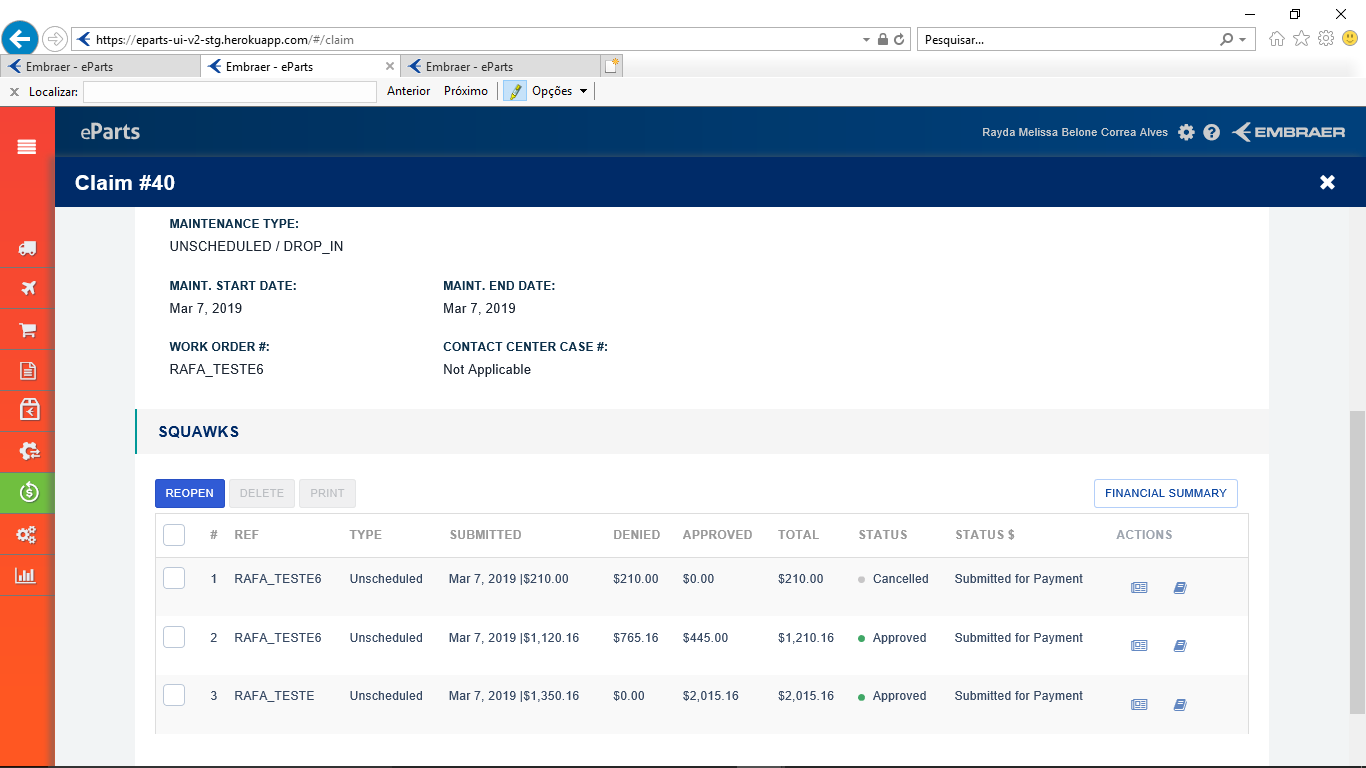 https://eparts-ui-v2-stg.herokuapp.com/#/claim
Pesquisar...
Embraer - eParts
Embraer - eParts
Embraer - eParts
Localizar:
Anterior Próximo Opções
eParts
Rayda Melissa Belone Correa Alves
EMBRAER
Claim #40
MAINTENANCE TYPE:
UNSCHEDULED / DROP_IN
MAINT. START DATE: MAINT. END DATE:
Mar 7, 2019 Mar 7, 2019
WORK ORDER #: CONTACT CENTER CASE #:
RAFA_TESTE6 Not Applicable
SQUAWKS
REOPEN DELETE PRINT FINANCIAL SUMMARY
# REF TYPE SUBMITTED DENIED APPROVED TOTAL STATUS STATUS $ ACTIONS
1 RAFA_TESTE6 Unscheduled Mar 7, 2019 |$210.00 $210.00 $0.00 $210.00 Cancelled Submitted for Payment
2 RAFA_TESTE6 Unscheduled Mar 7, 2019 |$1,120.16 $765.16 $445.00 $1,210.16 Approved Submitted for Payment
3 RAFA_TESTE Unscheduled Mar 7, 2019 |$1,350.16 $0.00 $2,015.16 $2,015.16 Approved Submitted for Payment